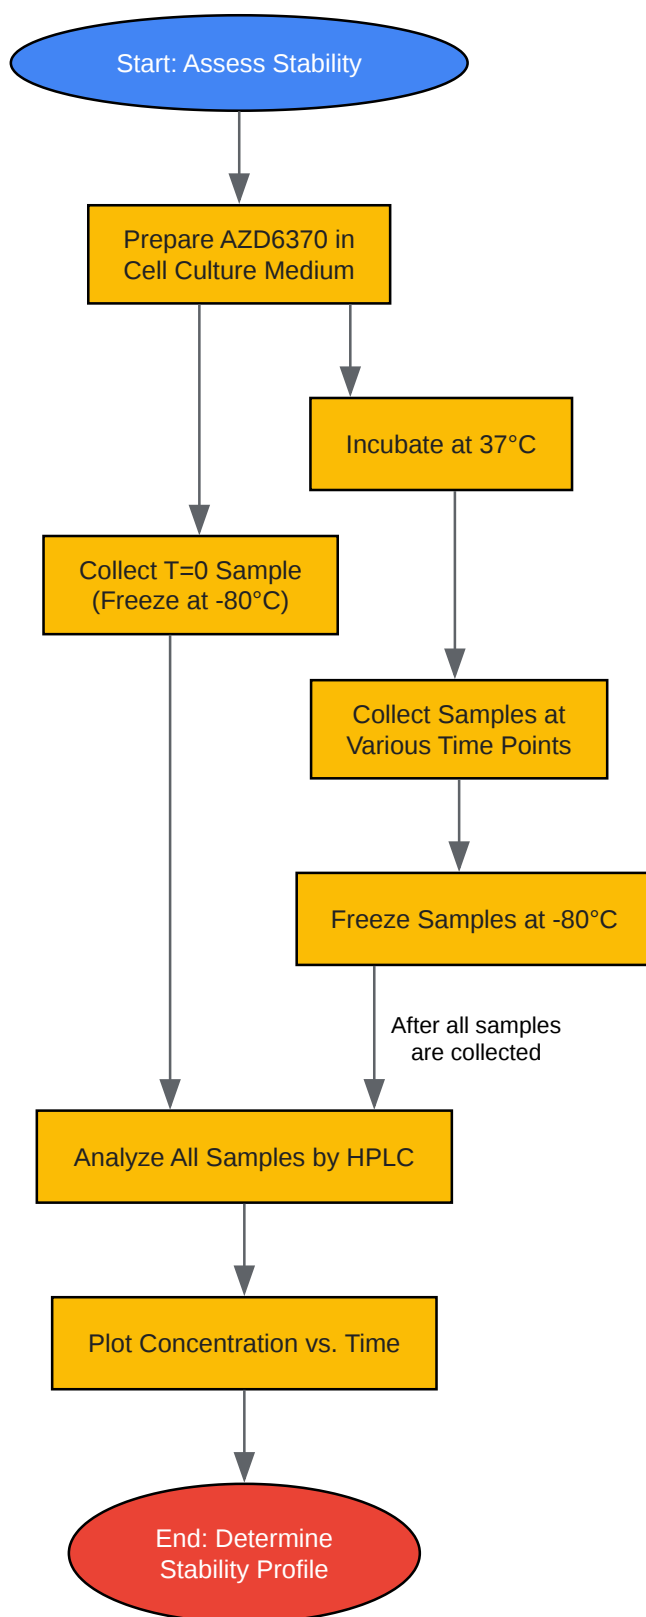 Start: Assess Stability
Prepare AZD6370 in
Cell Culture Medium
Incubate at 37°C
Collect T=0 Sample
(Freeze at -80°C)
Collect Samples at
Various Time Points
Freeze Samples at -80°C
After all samples
are collected
Analyze All Samples by HPLC
Plot Concentration vs. Time
End: Determine
Stability Profile